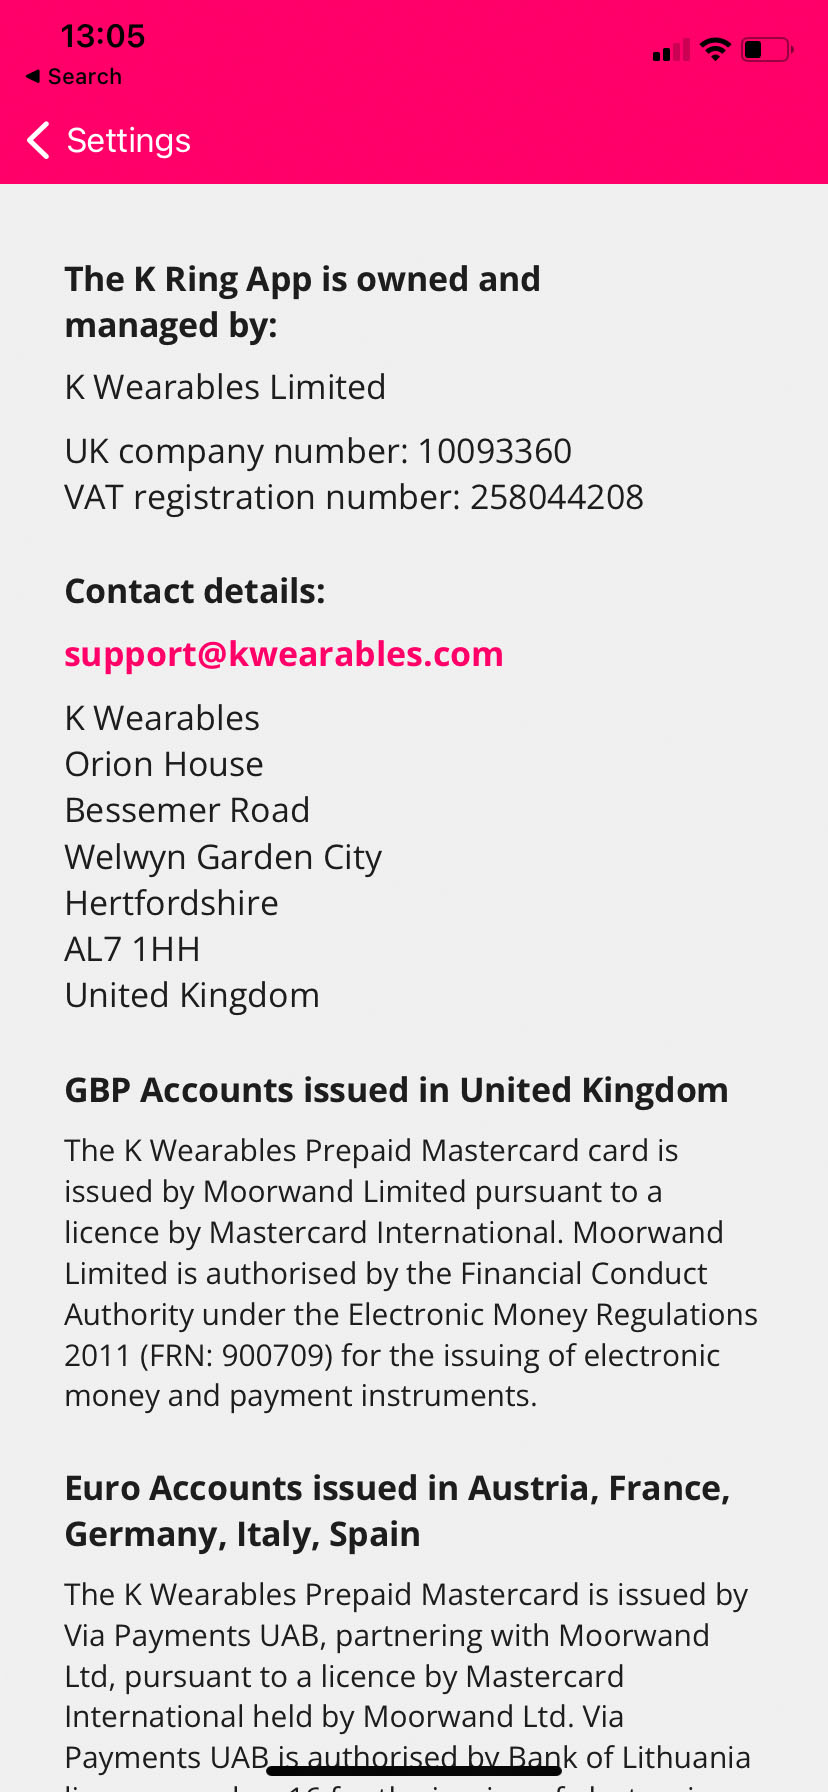 13:05
◀ Search
Settings
The K Ring App is owned and
managed by:
K Wearables Limited
UK company number: 10093360
VAT registration number: 258044208
Contact details:
support@kwearables.com
K Wearables
Orion House
Bessemer Road
Welwyn Garden City
Hertfordshire
AL7 1HH
United Kingdom
GBP Accounts issued in United Kingdom
The K Wearables Prepaid Mastercard card is
issued by Moorwand Limited pursuant to a
licence by Mastercard International. Moorwand
Limited is authorised by the Financial Conduct
Authority under the Electronic Money Regulations
2011 (FRN: 900709) for the issuing of electronic
money and payment instruments.
Euro Accounts issued in Austria, France,
Germany, Italy, Spain
The K Wearables Prepaid Mastercard is issued by
Via Payments UAB, partnering with Moorwand
Ltd, pursuant to a licence by Mastercard
International held by Moorwand Ltd. Via
Payments UAB is authorised by Bank of Lithuania